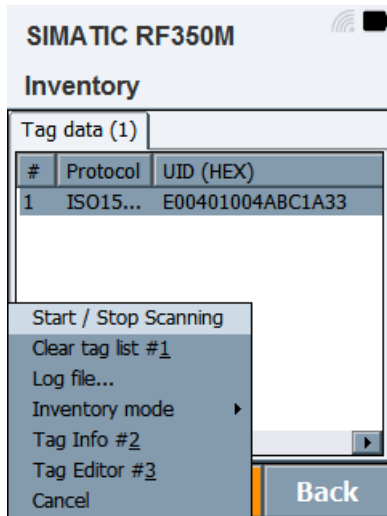 SIMATIC RF350M
Inventory
Tag data (1)
# Protocol UID (HEX)
1 ISO15... E00401004ABC1A33
Start / Stop Scanning
Clear tag list #1
Log file...
Inventory mode
Tag Info #2
Tag Editor #3
Cancel
Back